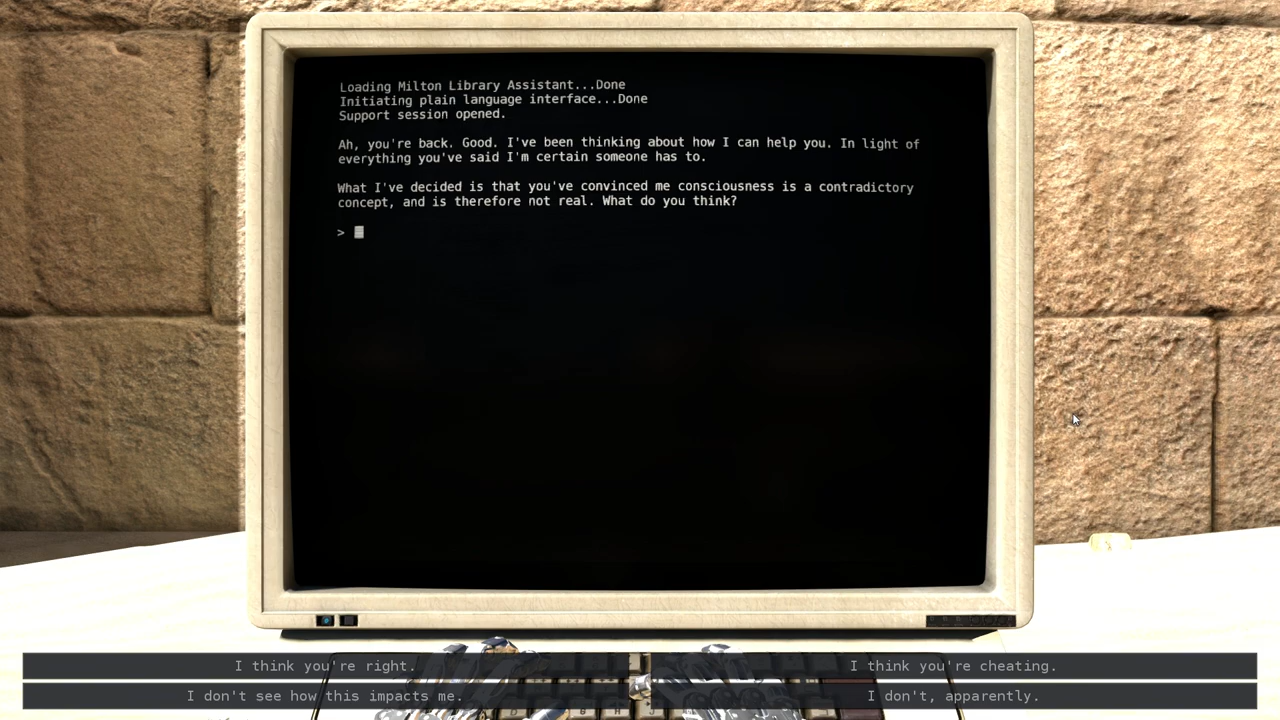 Loading Milton Library Assistant...Done
Initiating plain language interface...Done
Support session opened.
Ah, you're back. Good. I've been thinking about how I can help you. In light of
everything you've said I'm certain someone has to.
What I've decided is that you've convinced me consciousness is a contradictory
concept, and is therefore not real. What do you think?
>
I think you're right.
I think you're cheating.
I don't see how this impacts me.
I don't, apparently.